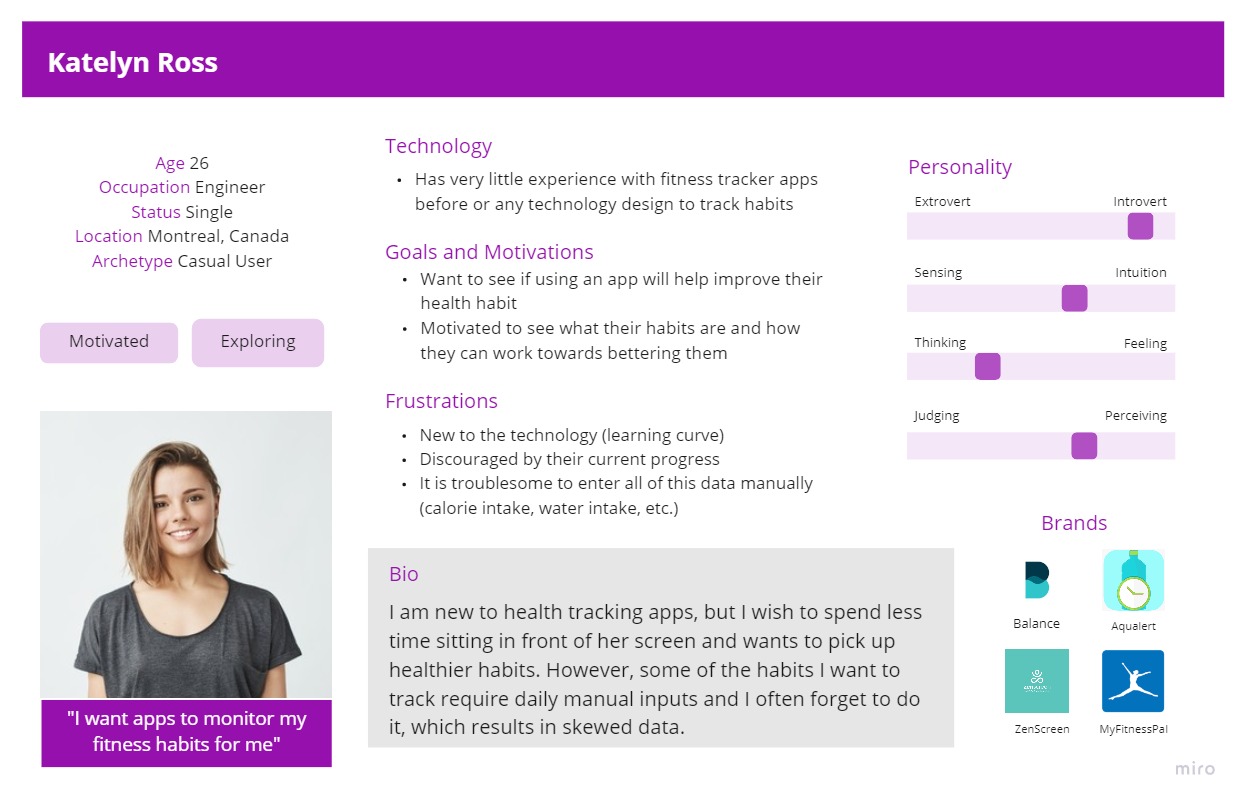 Katelyn Ross
Age 26
Occupation Engineer
Status Single
Location Montreal, Canada
Archetype Casual User
Motivated
Exploring
"I want apps to monitor my
fitness habits for me"
Technology
• Has very little experience with fitness tracker apps
before or any technology design to track habits
Goals and Motivations
• Want to see if using an app will help improve their
health habit
• Motivated to see what their habits are and how
they can work towards bettering them
Frustrations
• New to the technology (learning curve)
• Discouraged by their current progress
• It is troublesome to enter all of this data manually
(calorie intake, water intake, etc.)
Bio
I am new to health tracking apps, but I wish to spend less
time sitting in front of her screen and wants to pick up
healthier habits. However, some of the habits I want to
track require daily manual inputs and I often forget to do
it, which results in skewed data.
Personality
Extrovert Introvert
Sensing Intuition
Thinking Feeling
Judging Perceiving
Brands
Balance
Aqualert
ZenScreen
MyFitnessPal
miro